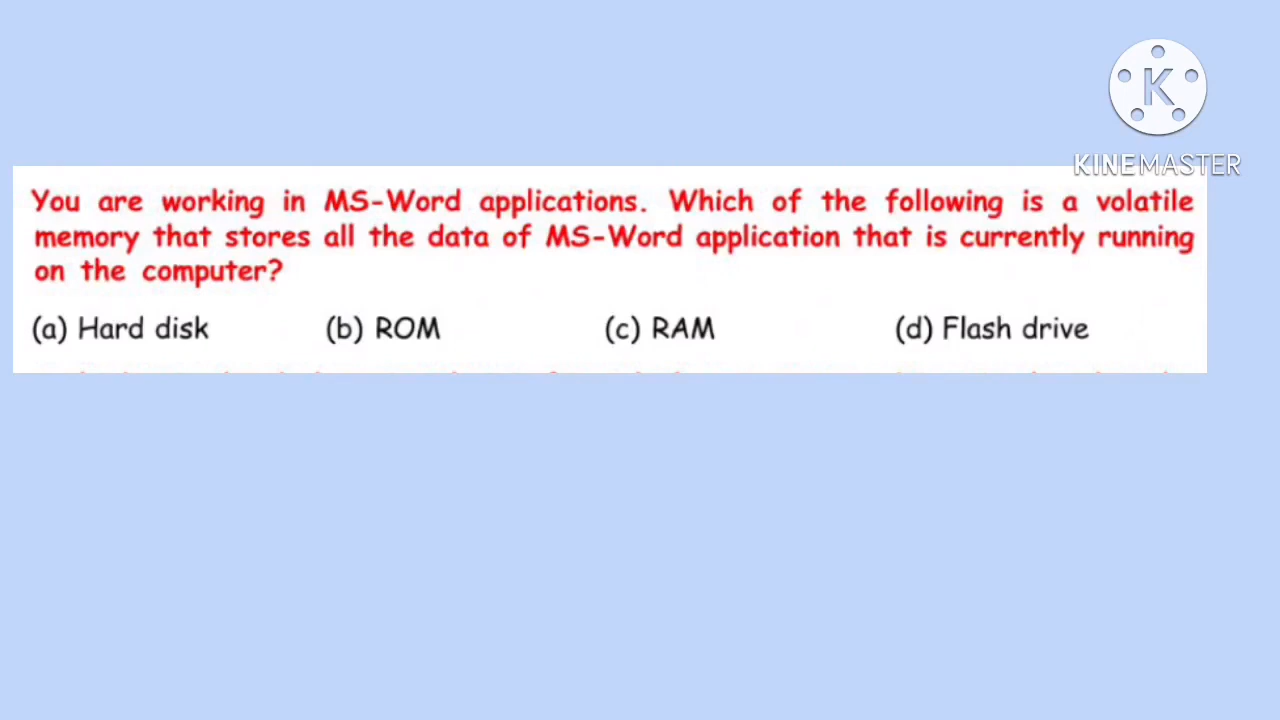 K
KINEMASTER
You are working in MS-Word applications. Which of the following is a volatile
memory that stores all the data of MS-Word application that is currently running
on the computer?
(a) Hard disk (b) ROM (c) RAM (d) Flash drive